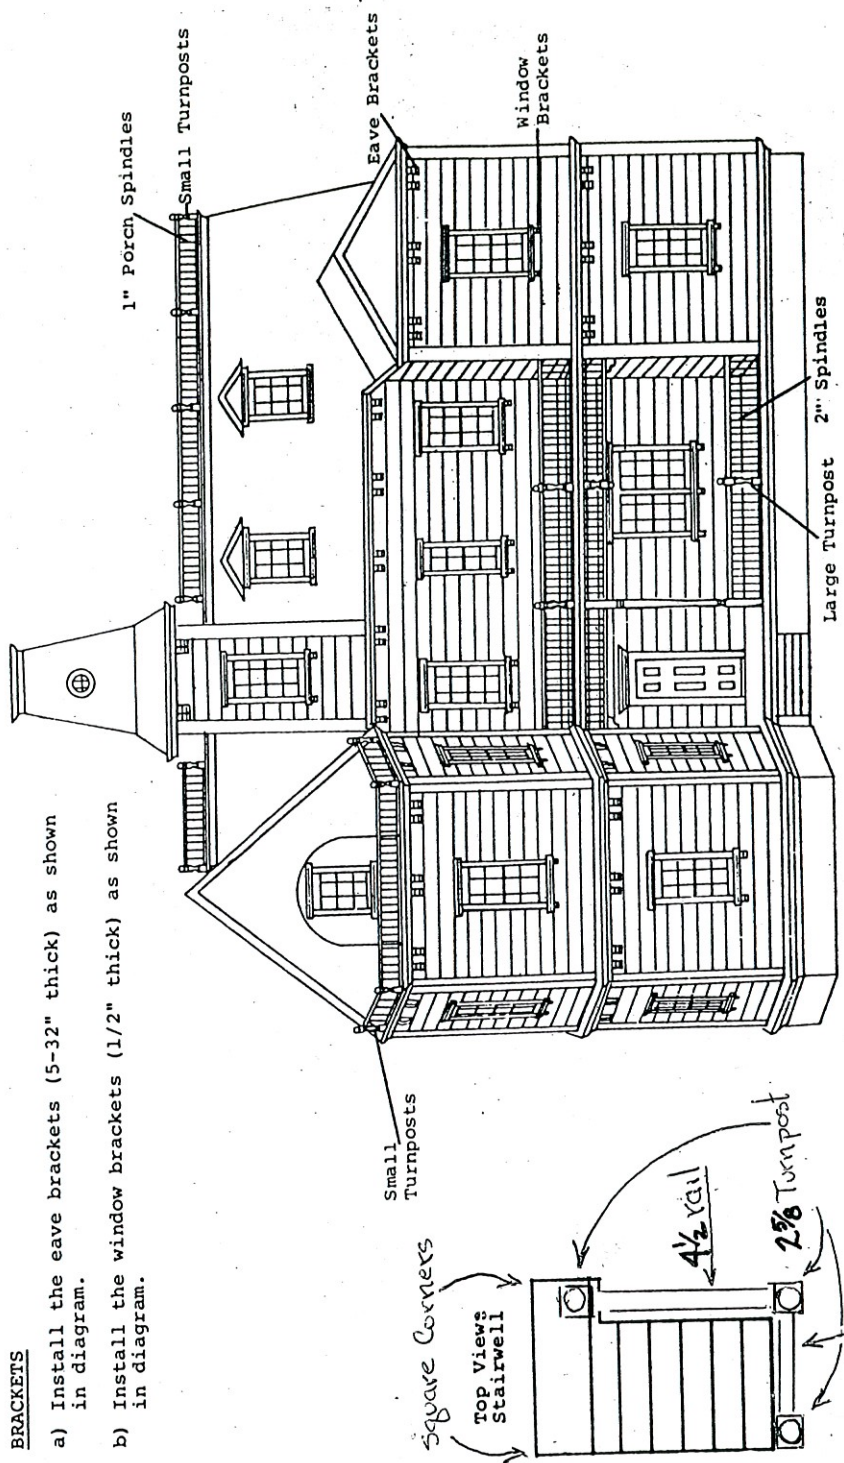 BRACKETS
a) Install the eave brackets (5-32" thick) as shown
in diagram.
b) Install the window brackets (1/2" thick) as shown
in diagram.
1" Porch Spindles
Small Turnposts
Eave Brackets
Window
Brackets
Small
Turnposts
Large Turnpost
2" Spindles
Square Corners
Top View:
Stairwell
4½ rail
2⅝ Turnpost